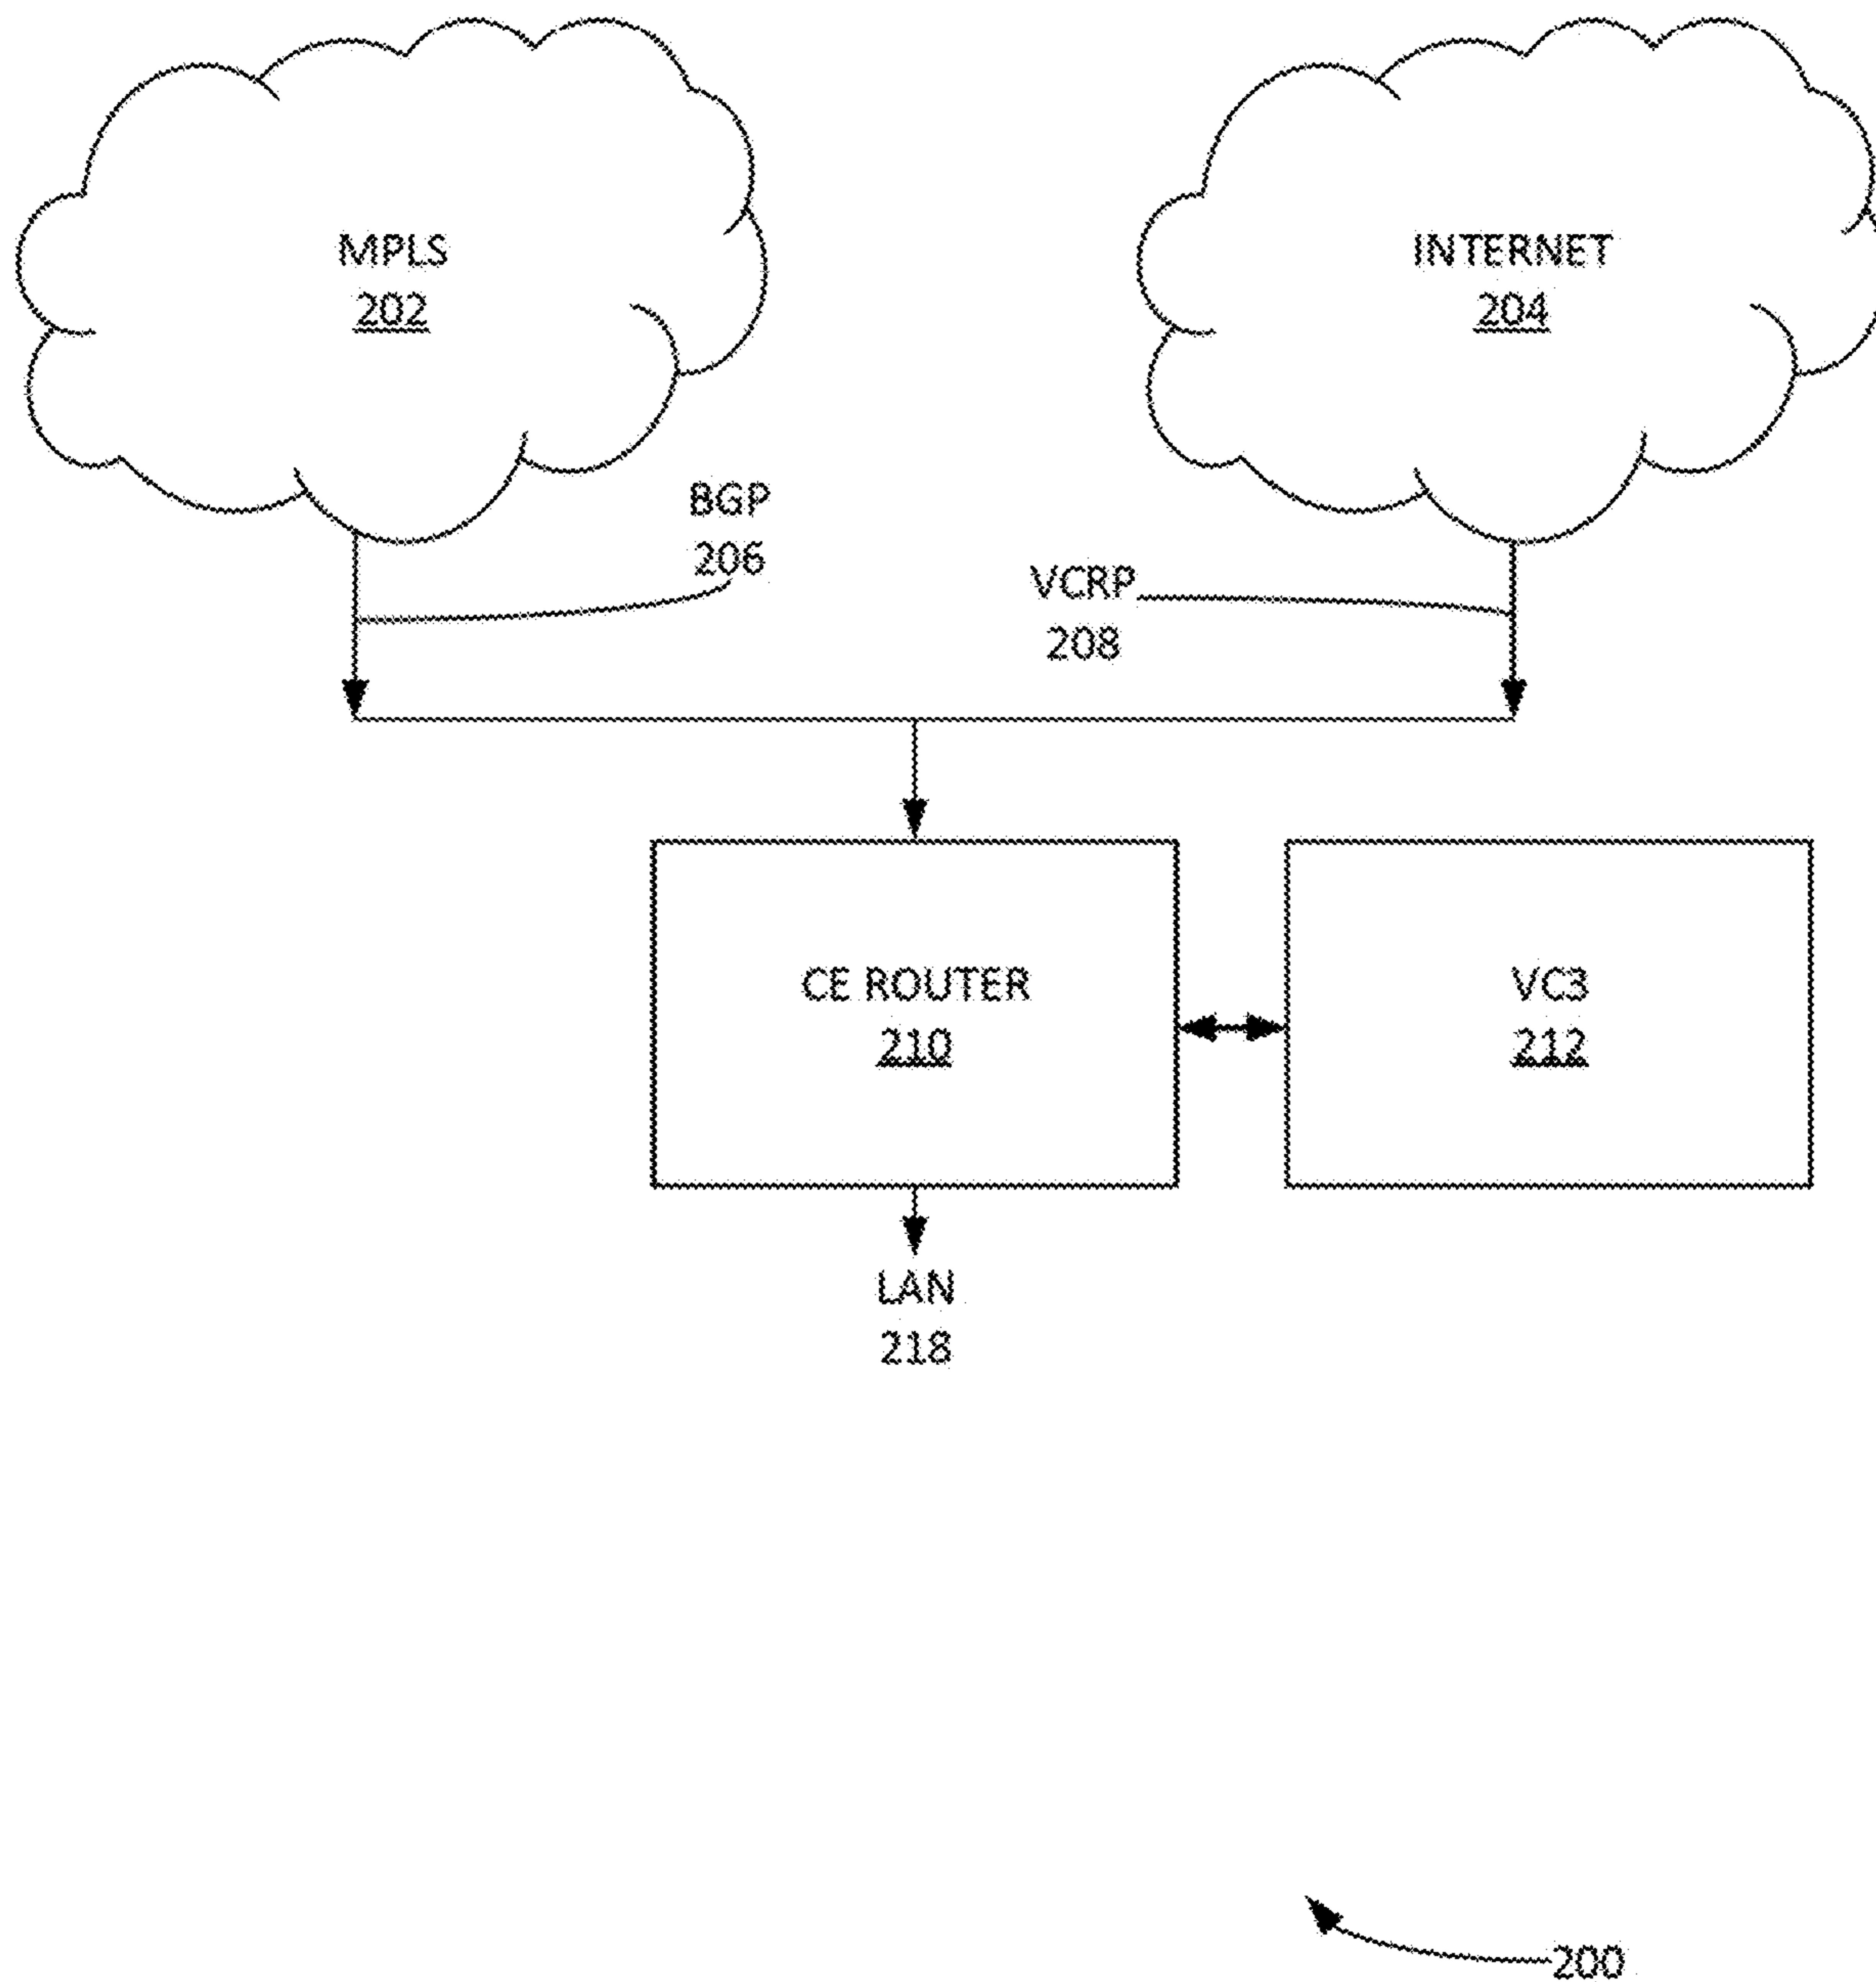 MPLS
202
INTERNET
204
BGP
206
VCRP
208
CE ROUTER
210
VC3
212
LAN
218
200